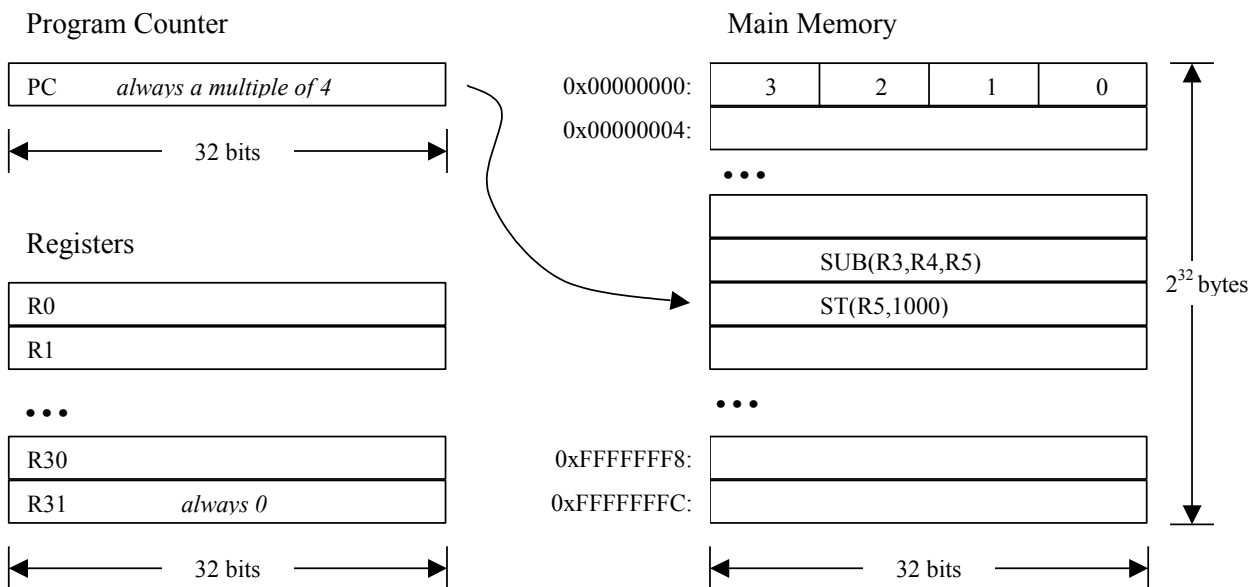 Program Counter
PC always a multiple of 4
32 bits
Registers
R0
R1
•••
R30
R31 always 0
32 bits
Main Memory
0x00000000: 3 2 1 0
0x00000004:
•••
SUB(R3,R4,R5)
ST(R5,1000)
•••
0xFFFFFFF8:
0xFFFFFFFC:
32 bits
2³² bytes